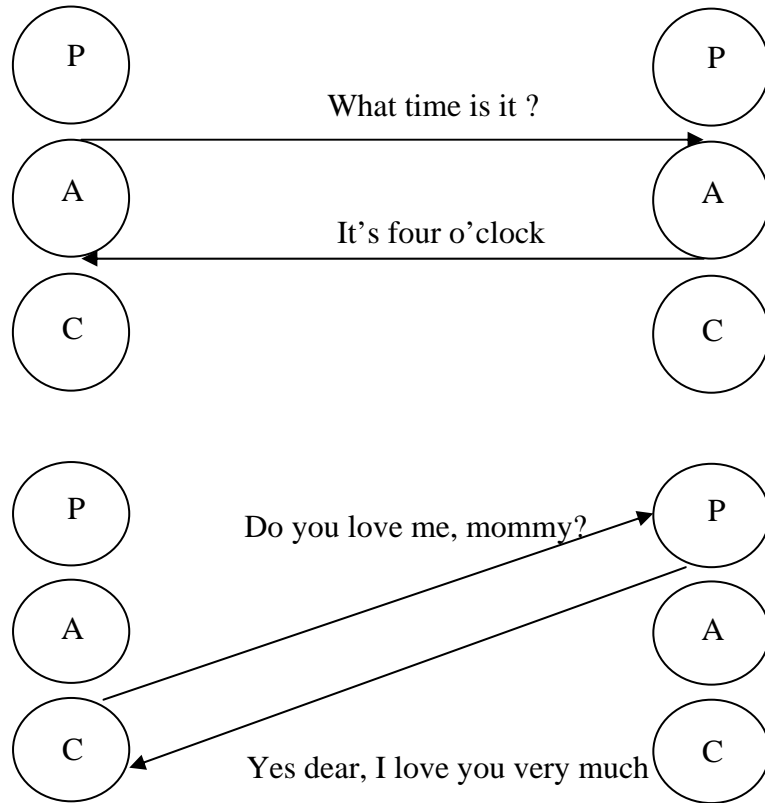 P P
What time is it ?
A A
It's four o'clock
C C
P P
Do you love me, mommy?
A A
C C
Yes dear, I love you very much